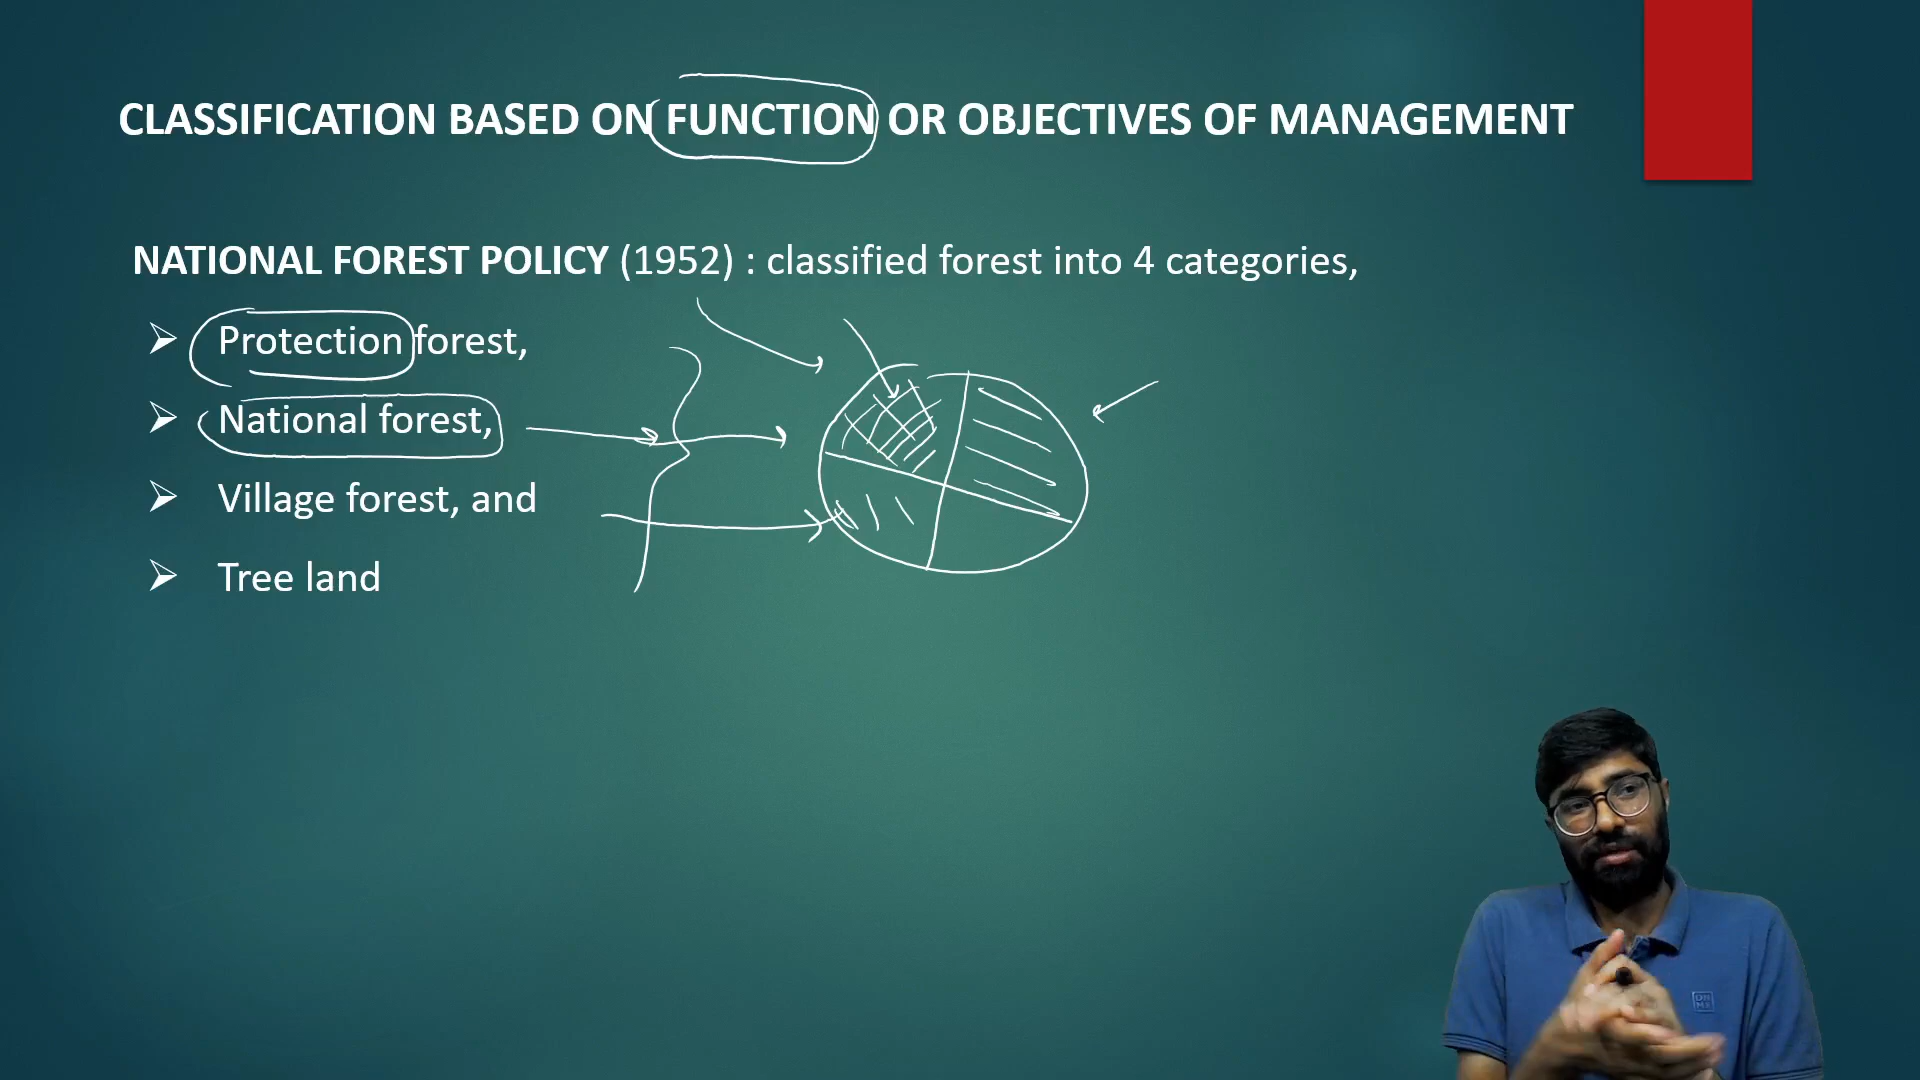 CLASSIFICATION BASED ON FUNCTION OR OBJECTIVES OF MANAGEMENT
NATIONAL FOREST POLICY (1952) : classified forest into 4 categories,
Protection forest,
National forest,
Village forest, and
Tree land